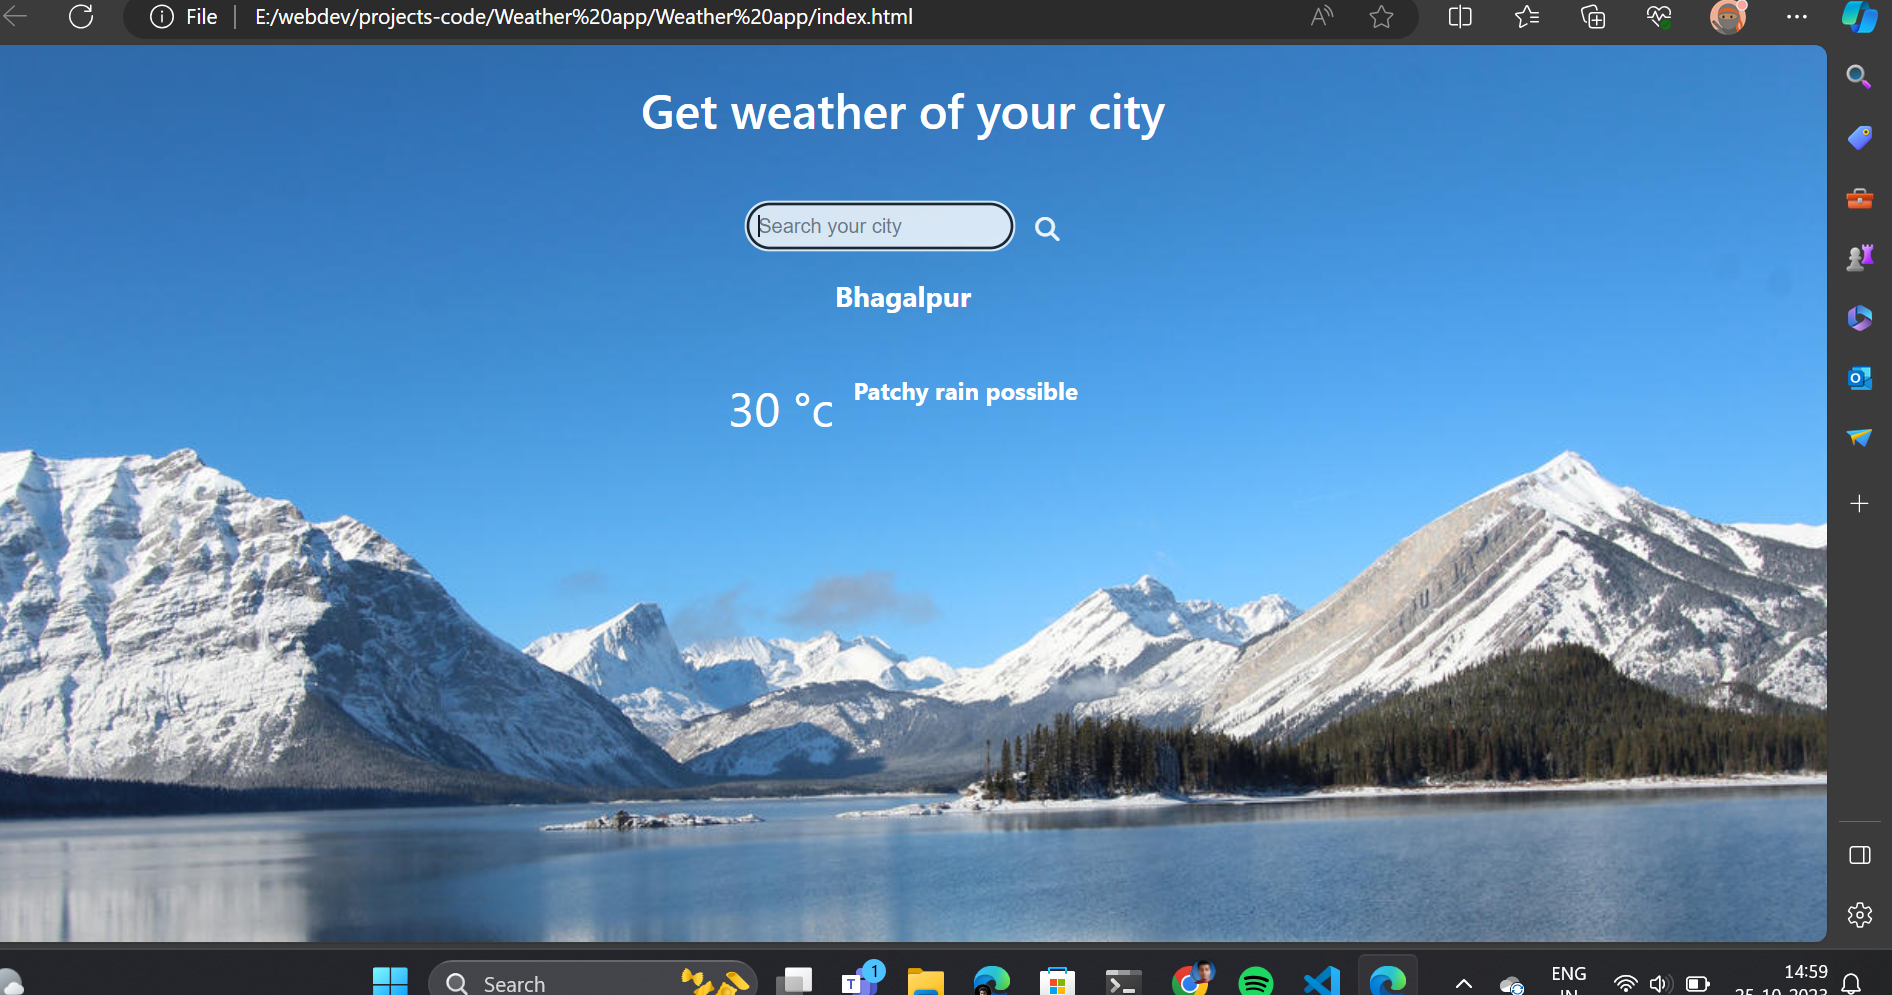 File
E:/webdev/projects-code/Weather%20app/Weather%20app/index.html
Get weather of your city
Search your city
Bhagalpur
30 °c
Patchy rain possible
Search
1
T
O
ENG
IN
14:59
25-10-2023